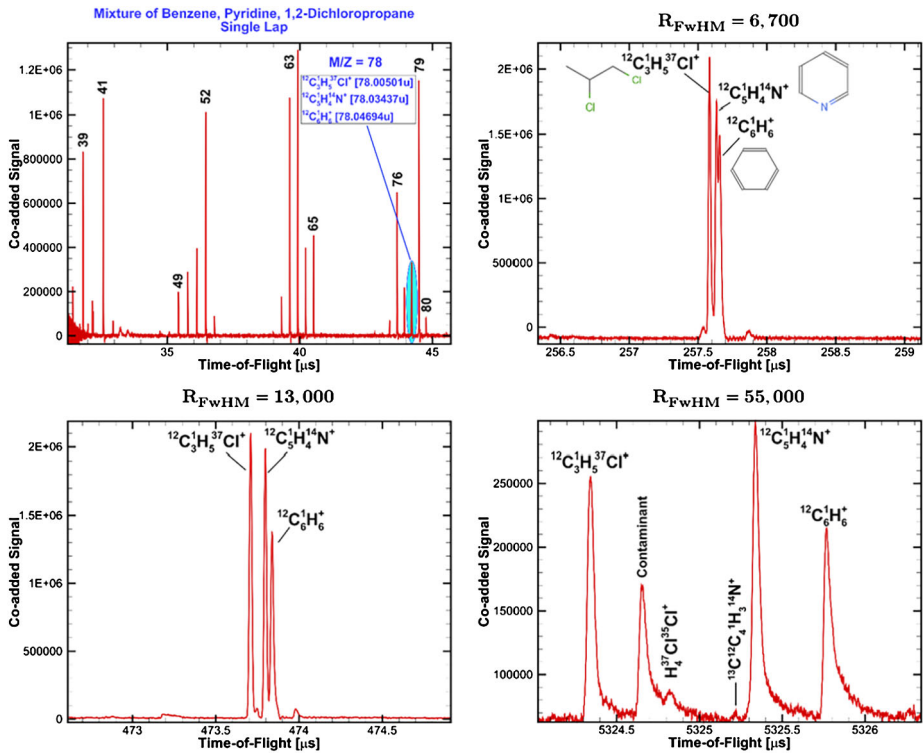 Mixture of Benzene, Pyridine, 1,2-Dichloropropane
Single Lap
M/Z = 78
¹²C₃¹H₅³⁷Cl⁺ [78.00501u]
¹²C₅¹H₄¹⁴N⁺ [78.03437u]
¹²C₆¹H₆⁺ [78.04694u]
39
41
49
52
63
65
76
79
80
Co-added Signal
1.2E+06
1E+06
800000
600000
400000
200000
0
35
40
45
Time-of-Flight [µs]
R_FwHM = 6,700
Cl
Cl
N
¹²C₃¹H₅³⁷Cl⁺
¹²C₅¹H₄¹⁴N⁺
¹²C₆¹H₆⁺
Co-added Signal
2E+06
1.5E+06
1E+06
500000
0
256.5
257
257.5
258
258.5
259
Time-of-Flight [µs]
R_FwHM = 13,000
¹²C₃¹H₅³⁷Cl⁺
¹²C₅¹H₄¹⁴N⁺
¹²C₆¹H₆⁺
Co-added Signal
2E+06
1.5E+06
1E+06
500000
0
473
473.5
474
474.5
Time-of-Flight [µs]
R_FwHM = 55,000
¹²C₃¹H₅³⁷Cl⁺
Contaminant
H₄³⁷Cl³⁵Cl⁺
¹³C¹²C₄¹H₃¹⁴N⁺
¹²C₅¹H₄¹⁴N⁺
¹²C₆¹H₆⁺
Co-added Signal
250000
200000
150000
100000
5324.5
5325
5325.5
5326
Time-of-Flight [µs]